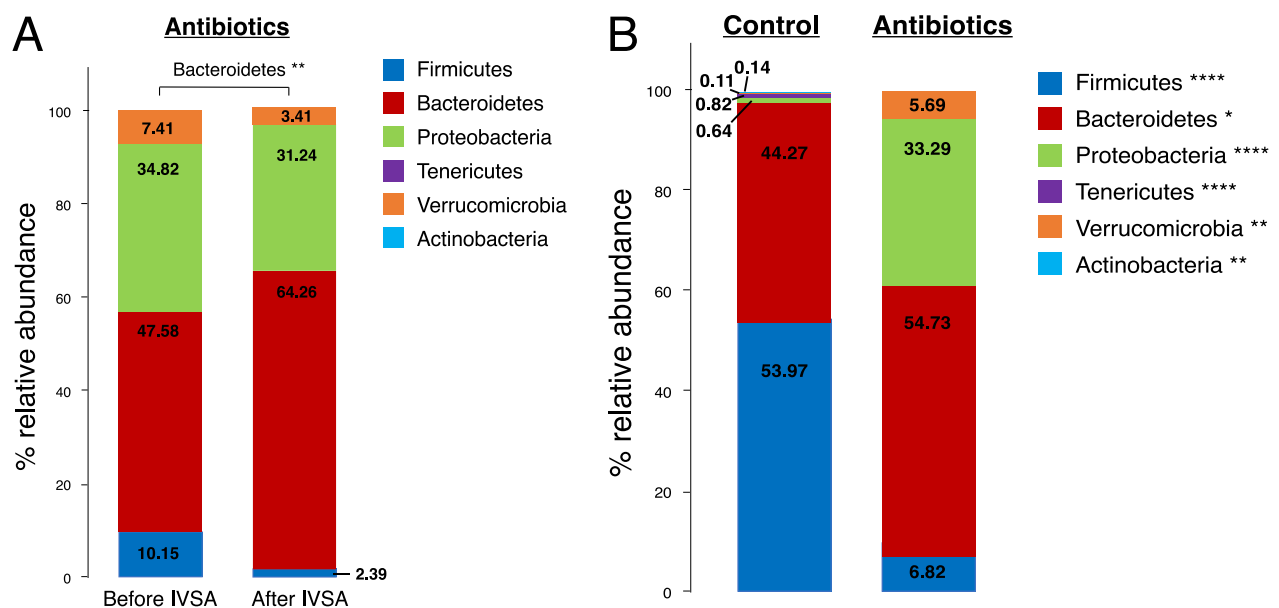 A
Antibiotics
Bacteroidetes **
% relative abundance
100
80
60
40
20
0
7.41
34.82
47.58
10.15
3.41
31.24
64.26
2.39
Before IVSA
After IVSA
Firmicutes
Bacteroidetes
Proteobacteria
Tenericutes
Verrucomicrobia
Actinobacteria
B
Control
Antibiotics
% relative abundance
100
80
60
40
20
0
0.11
0.14
0.82
0.64
44.27
53.97
5.69
33.29
54.73
6.82
Firmicutes ****
Bacteroidetes *
Proteobacteria ****
Tenericutes ****
Verrucomicrobia **
Actinobacteria **